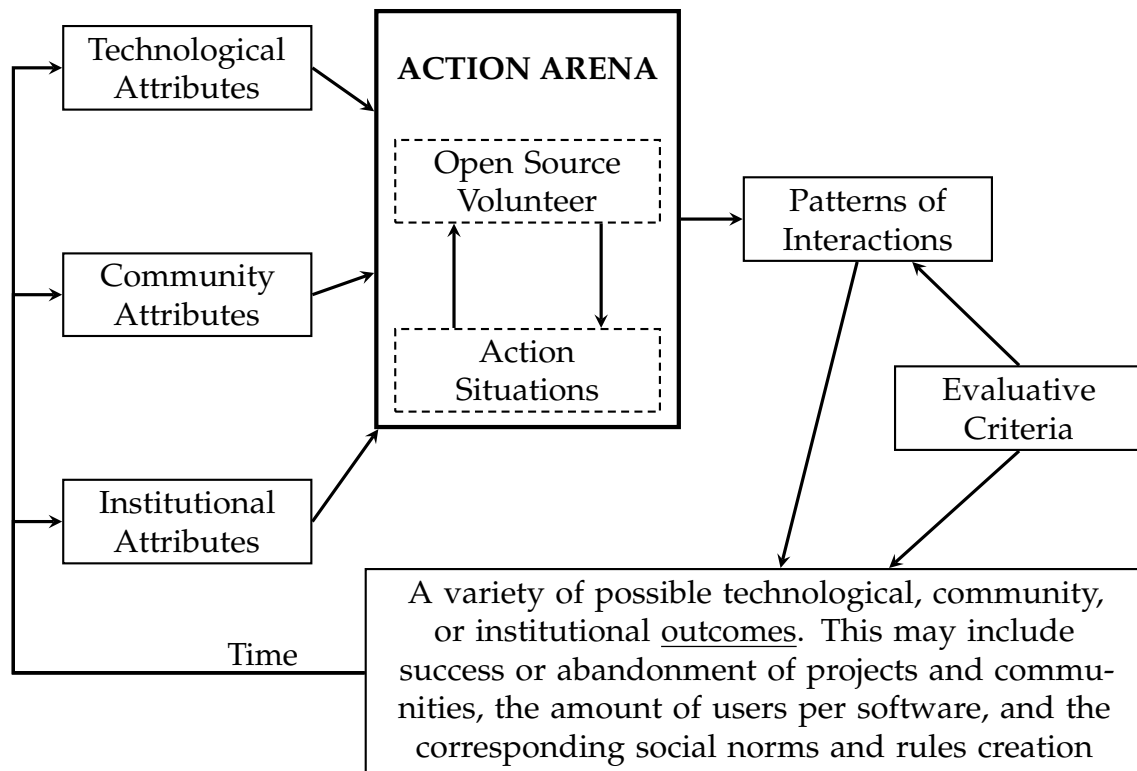 Technological
Attributes
ACTION ARENA
Open Source
Volunteer
Patterns of
Interactions
Community
Attributes
Action
Situations
Evaluative
Criteria
Institutional
Attributes
A variety of possible technological, community,
or institutional outcomes. This may include
success or abandonment of projects and commu-
nities, the amount of users per software, and the
corresponding social norms and rules creation
Time